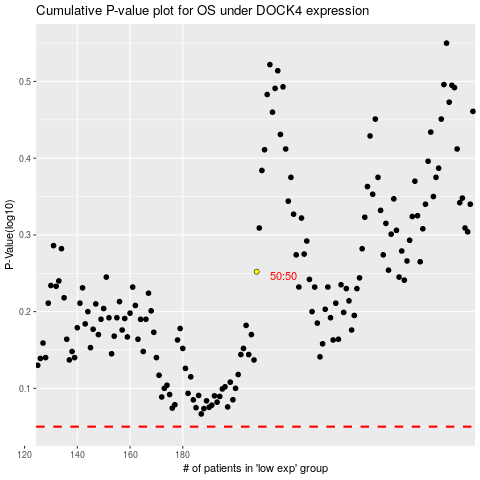 Cumulative P-value plot for OS under DOCK4 expression
P-Value(log10)
0.5
0.4
0.3
0.2
0.1
50:50
120 140 160 180
# of patients in 'low exp' group